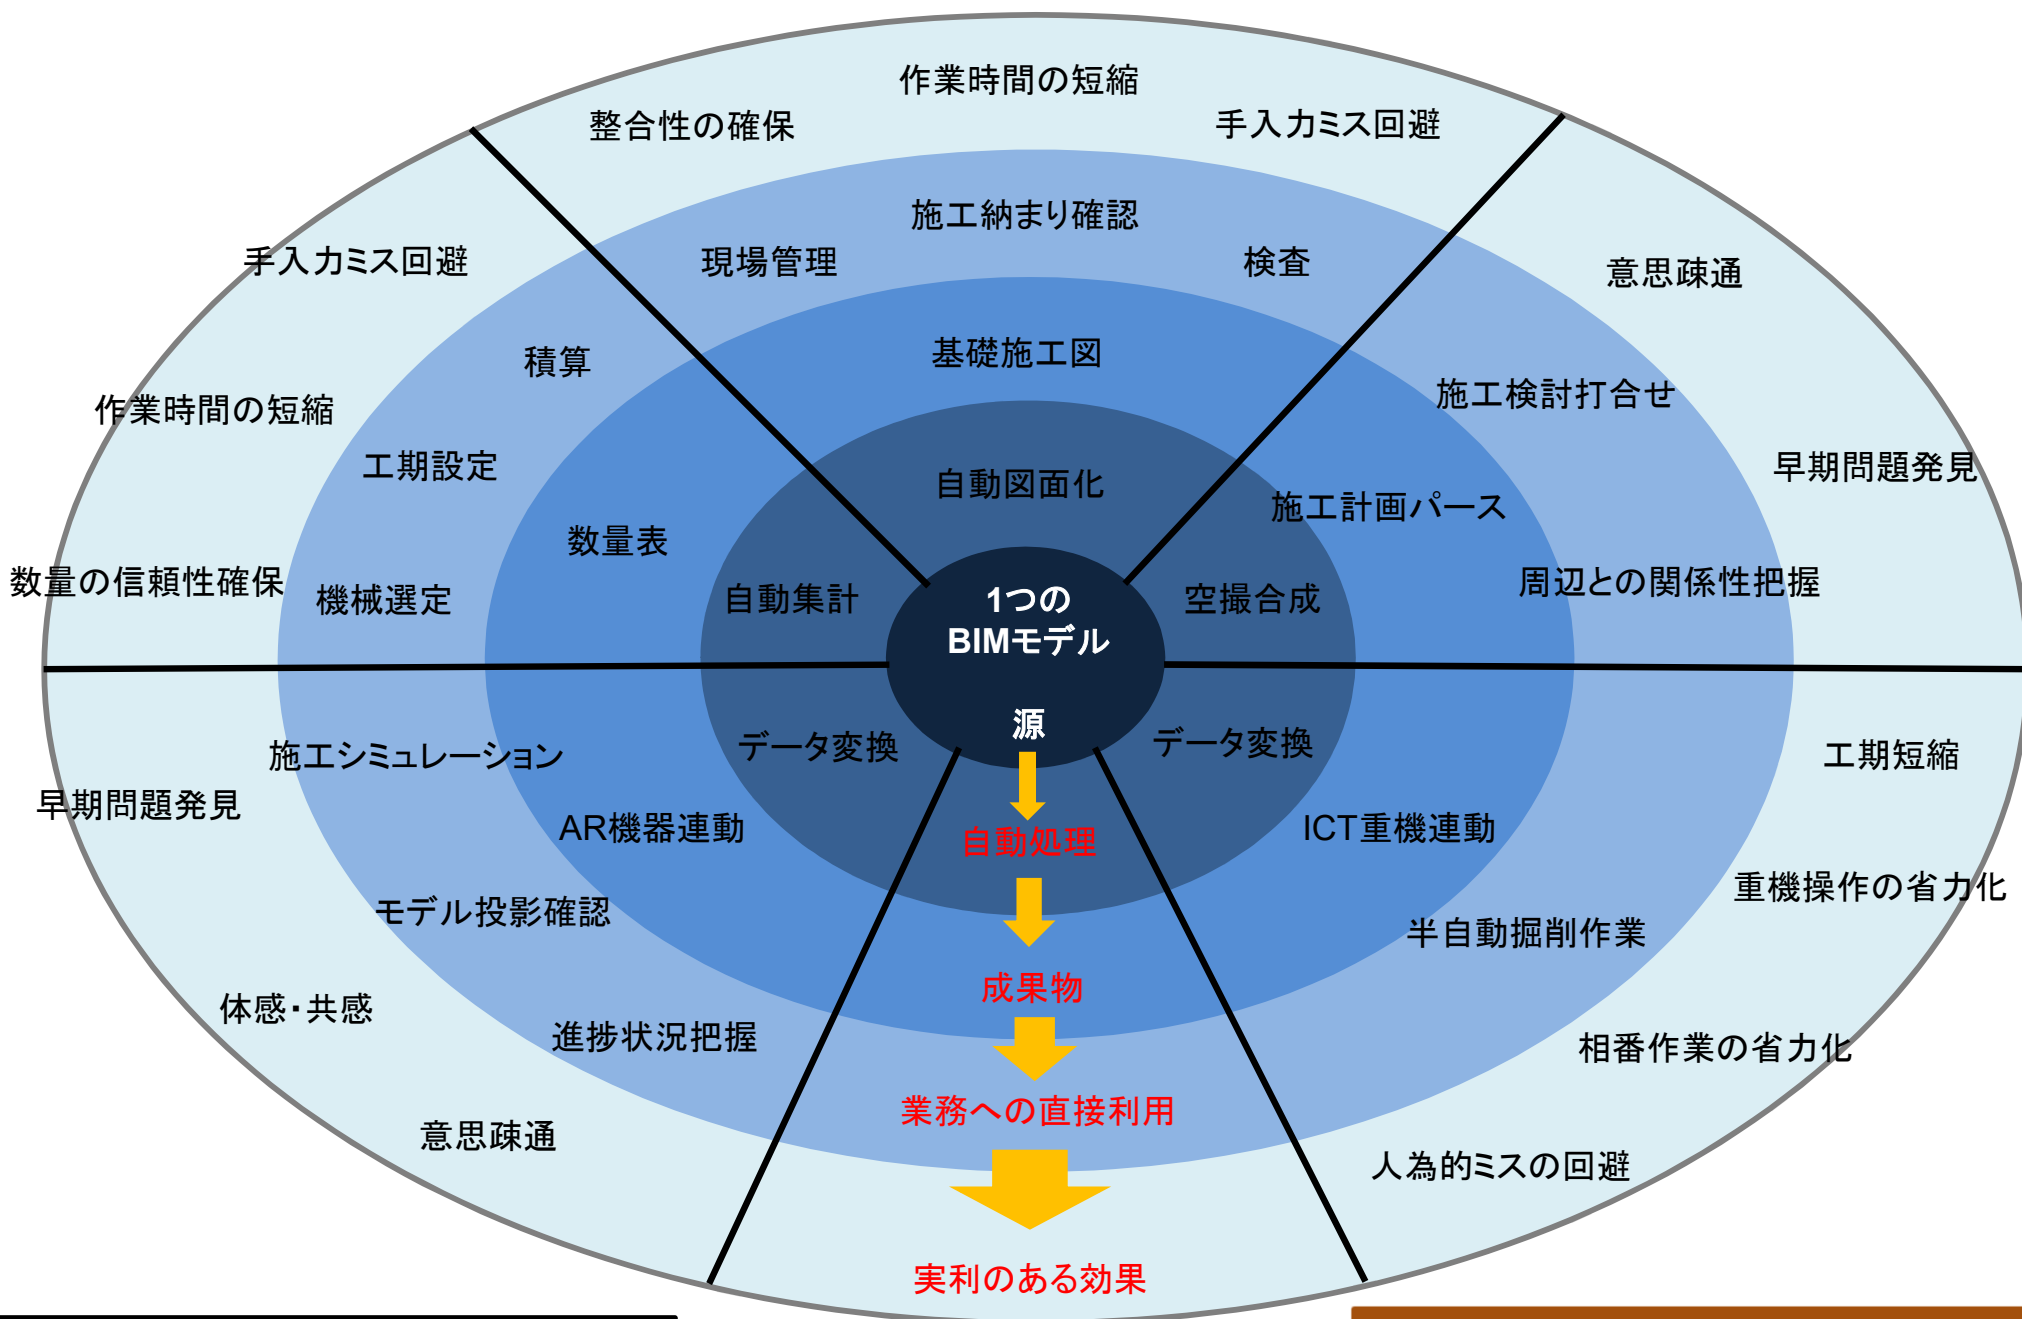 作業時間の短縮
整合性の確保
手入力ミス回避
施工納まり確認
現場管理
検査
基礎施工図
自動図面化
手入力ミス回避
作業時間の短縮
数量の信頼性確保
積算
工期設定
機械選定
数量表
自動集計
意思疎通
早期問題発見
施工検討打合せ
周辺との関係性把握
施工計画パース
空撮合成
1つの
BIMモデル
源
データ変換
AR機器連動
施工シミュレーション
モデル投影確認
進捗状況把握
早期問題発見
体感・共感
意思疎通
データ変換
ICT重機連動
半自動掘削作業
工期短縮
重機操作の省力化
相番作業の省力化
人為的ミスの回避
自動処理
成果物
業務への直接利用
実利のある効果